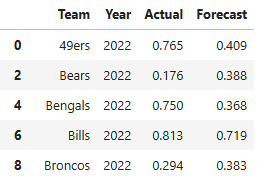 Team Year Actual Forecast
0 49ers 2022 0.765 0.409
2 Bears 2022 0.176 0.388
4 Bengals 2022 0.750 0.368
6 Bills 2022 0.813 0.719
8 Broncos 2022 0.294 0.383